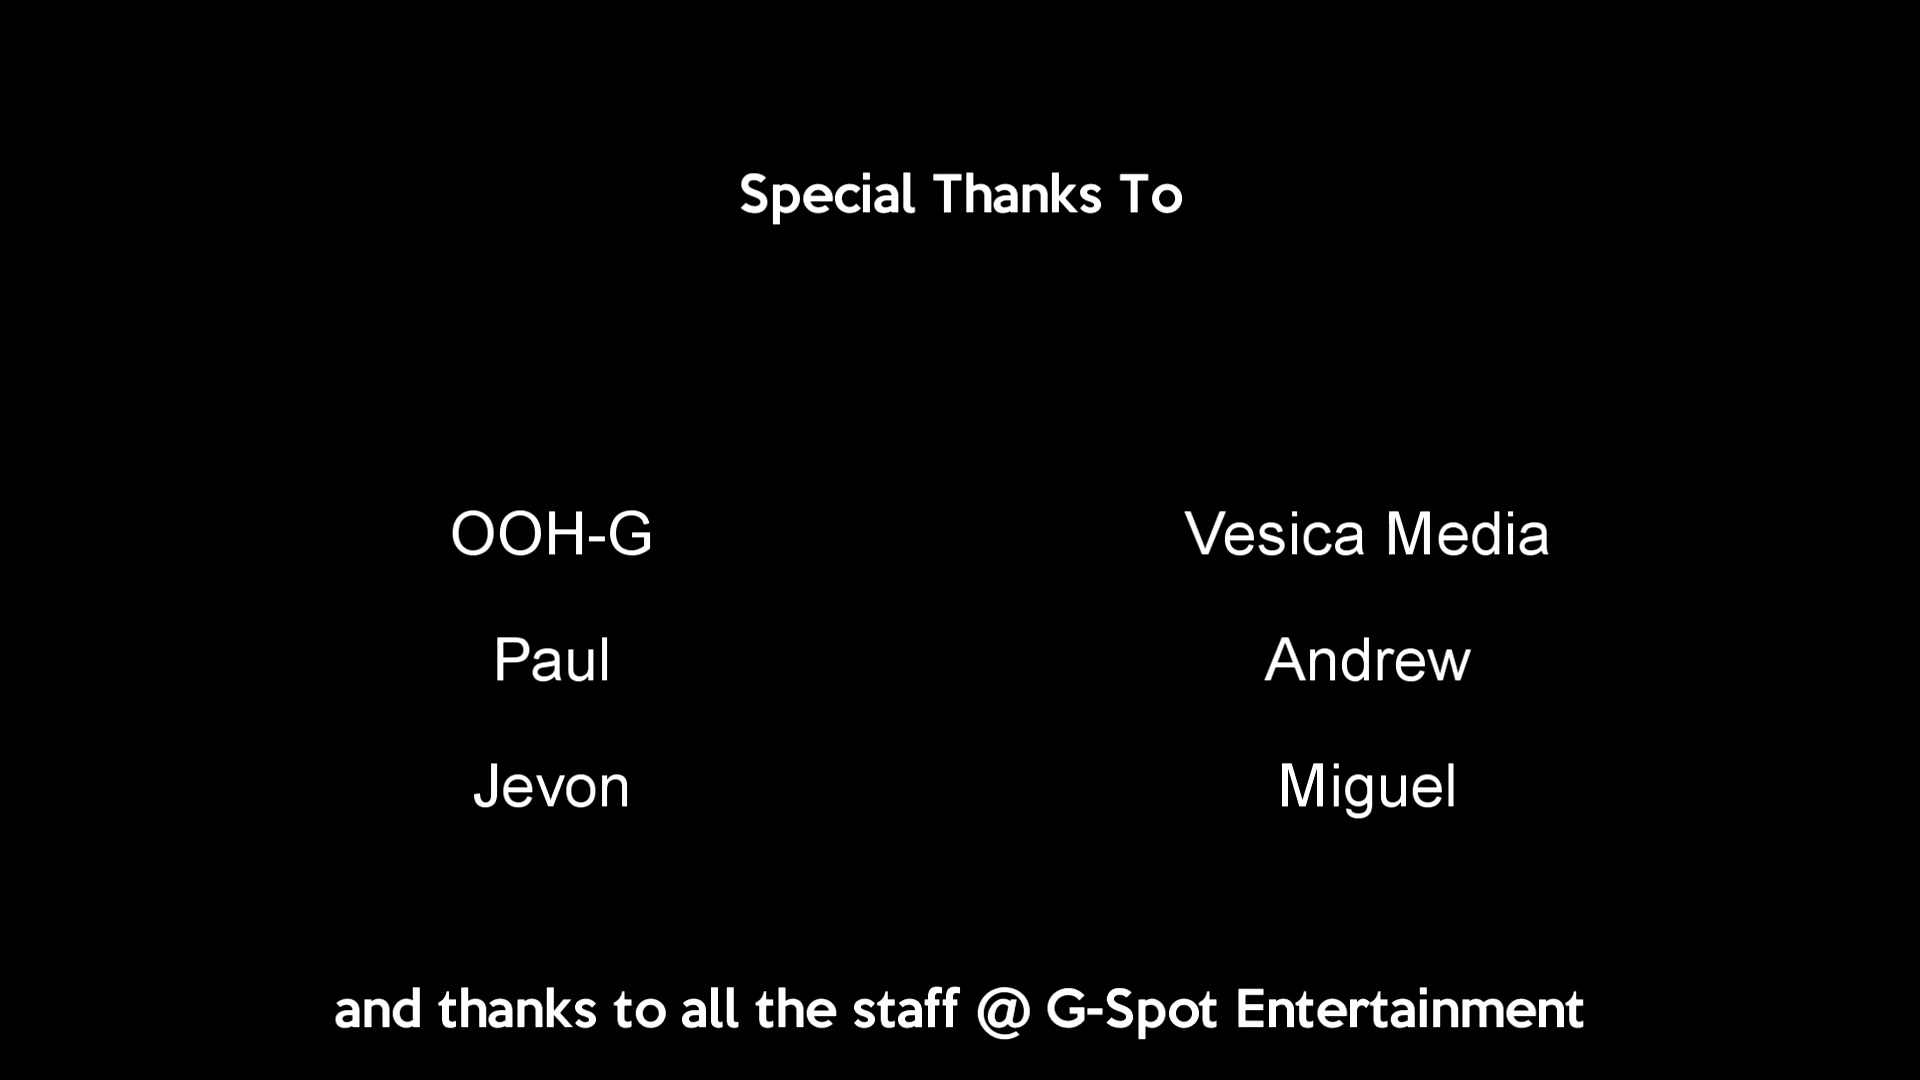 Special Thanks To
OOH-G Vesica Media
Paul Andrew
Jevon Miguel
and thanks to all the staff @ G-Spot Entertainment